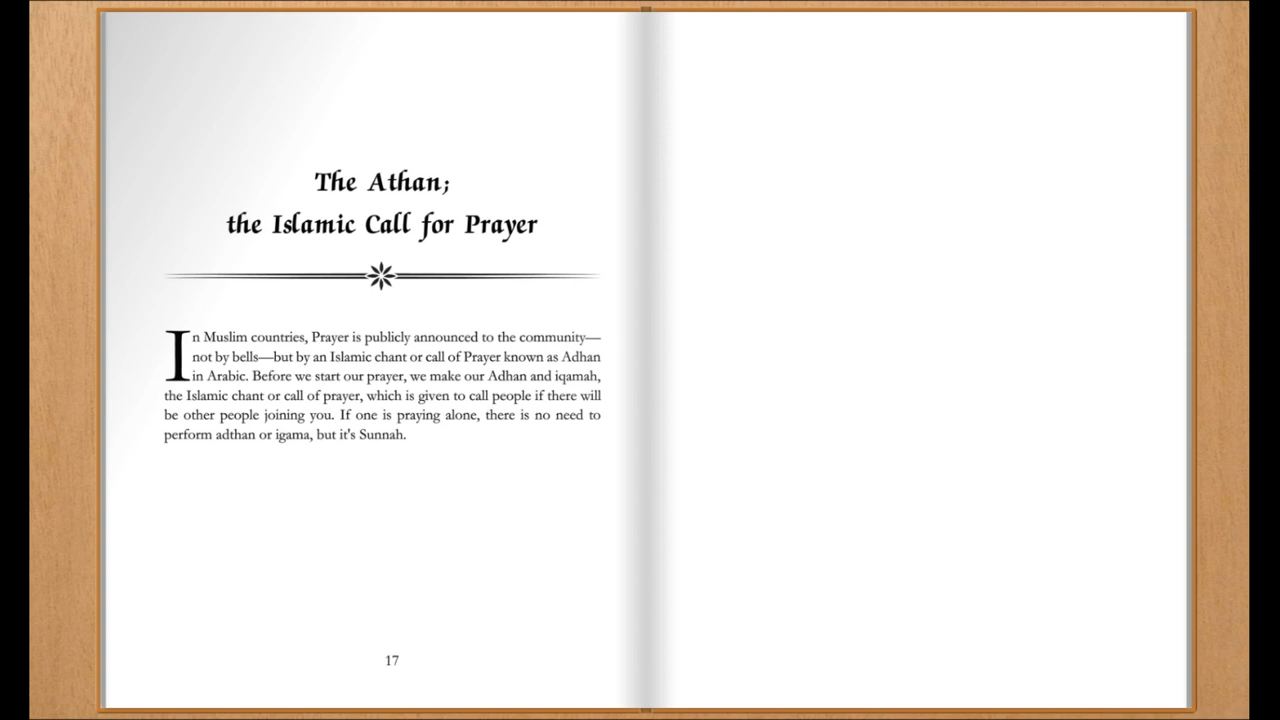 The Athan;
the Islamic Call for Prayer
In Muslim countries, Prayer is publicly announced to the community—
not by bells—but by an Islamic chant or call of Prayer known as Adhan
in Arabic. Before we start our prayer, we make our Adhan and iqamah,
the Islamic chant or call of prayer, which is given to call people if there will
be other people joining you. If one is praying alone, there is no need to
perform adthan or igama, but it's Sunnah.
17